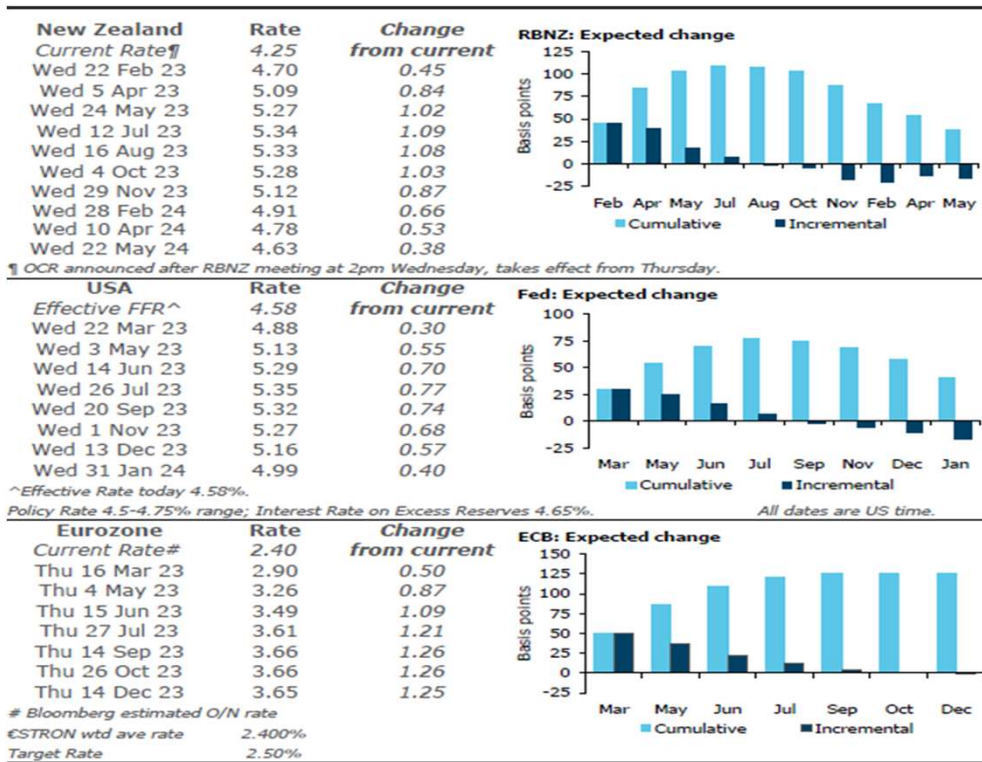 New Zealand Rate Change
Current Rate¶ 4.25 from current
Wed 22 Feb 23 4.70 0.45
Wed 5 Apr 23 5.09 0.84
Wed 24 May 23 5.27 1.02
Wed 12 Jul 23 5.34 1.09
Wed 16 Aug 23 5.33 1.08
Wed 4 Oct 23 5.28 1.03
Wed 29 Nov 23 5.12 0.87
Wed 28 Feb 24 4.91 0.66
Wed 10 Apr 24 4.78 0.53
Wed 22 May 24 4.63 0.38
RBNZ: Expected change
Basis points
125
100
75
50
25
0
-25
Feb Apr May Jul Aug Oct Nov Feb Apr May
Cumulative Incremental
¶ OCR announced after RBNZ meeting at 2pm Wednesday, takes effect from Thursday.
USA Rate Change
Effective FFR^ 4.58 from current
Wed 22 Mar 23 4.88 0.30
Wed 3 May 23 5.13 0.55
Wed 14 Jun 23 5.29 0.70
Wed 26 Jul 23 5.35 0.77
Wed 20 Sep 23 5.32 0.74
Wed 1 Nov 23 5.27 0.68
Wed 13 Dec 23 5.16 0.57
Wed 31 Jan 24 4.99 0.40
Fed: Expected change
Basis points
100
75
50
25
0
-25
Mar May Jun Jul Sep Nov Dec Jan
Cumulative Incremental
^Effective Rate today 4.58%.
Policy Rate 4.5-4.75% range; Interest Rate on Excess Reserves 4.65%. All dates are US time.
Eurozone Rate Change
Current Rate# 2.40 from current
Thu 16 Mar 23 2.90 0.50
Thu 4 May 23 3.26 0.87
Thu 15 Jun 23 3.49 1.09
Thu 27 Jul 23 3.61 1.21
Thu 14 Sep 23 3.66 1.26
Thu 26 Oct 23 3.66 1.26
Thu 14 Dec 23 3.65 1.25
ECB: Expected change
Basis points
150
125
100
75
50
25
0
-25
Mar May Jun Jul Sep Oct Dec
Cumulative Incremental
# Bloomberg estimated O/N rate
€STRON wtd ave rate 2.400%
Target Rate 2.50%